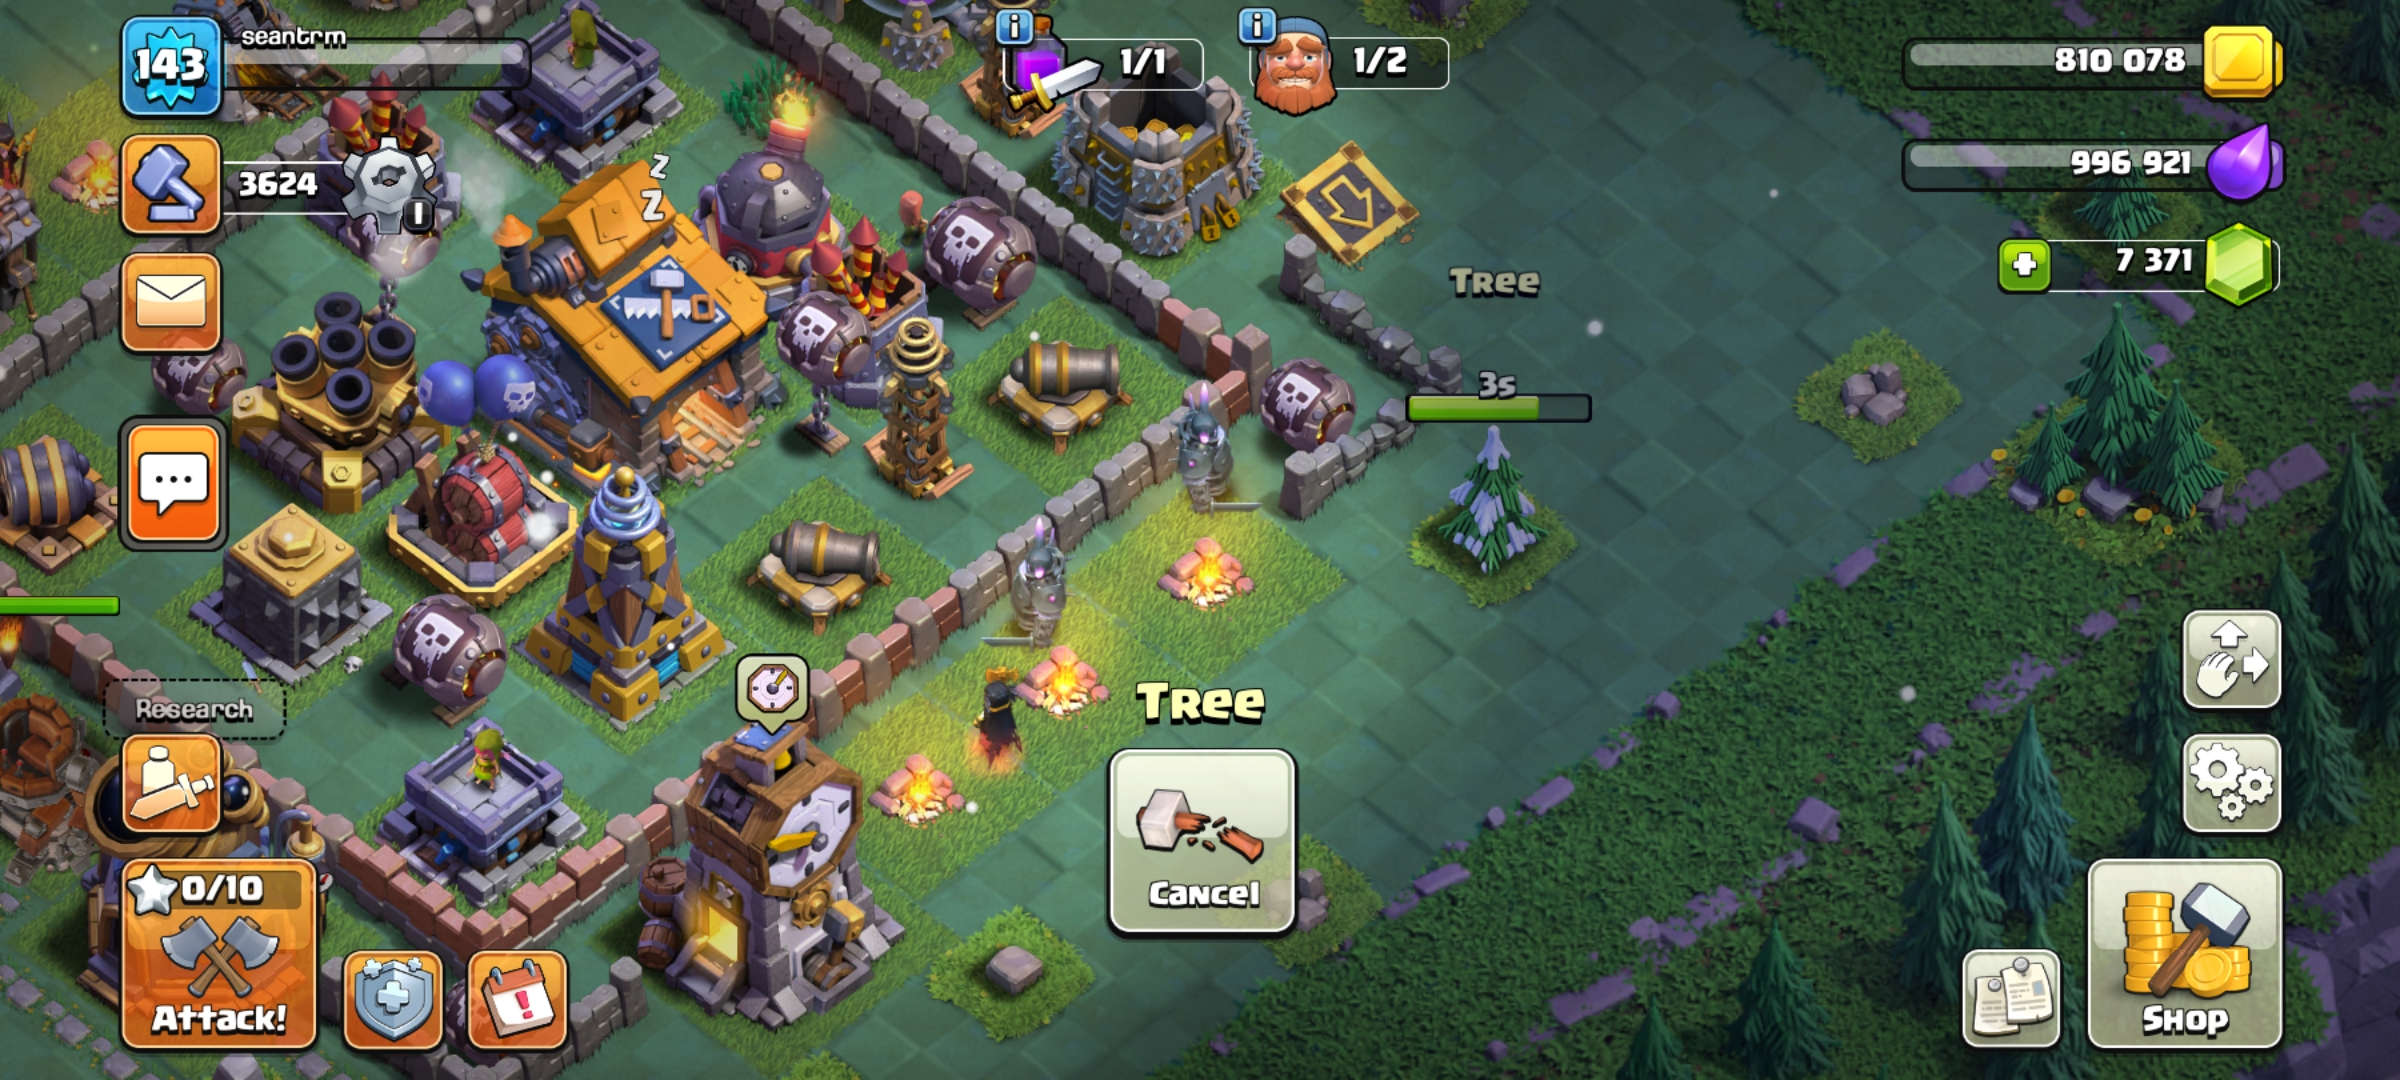 143
seantrm
1/1
1/2
810 078
3624
I
996 921
7 371
z
Z
Tree
3s
Research
Tree
Cancel
0/10
Attack!
Shop